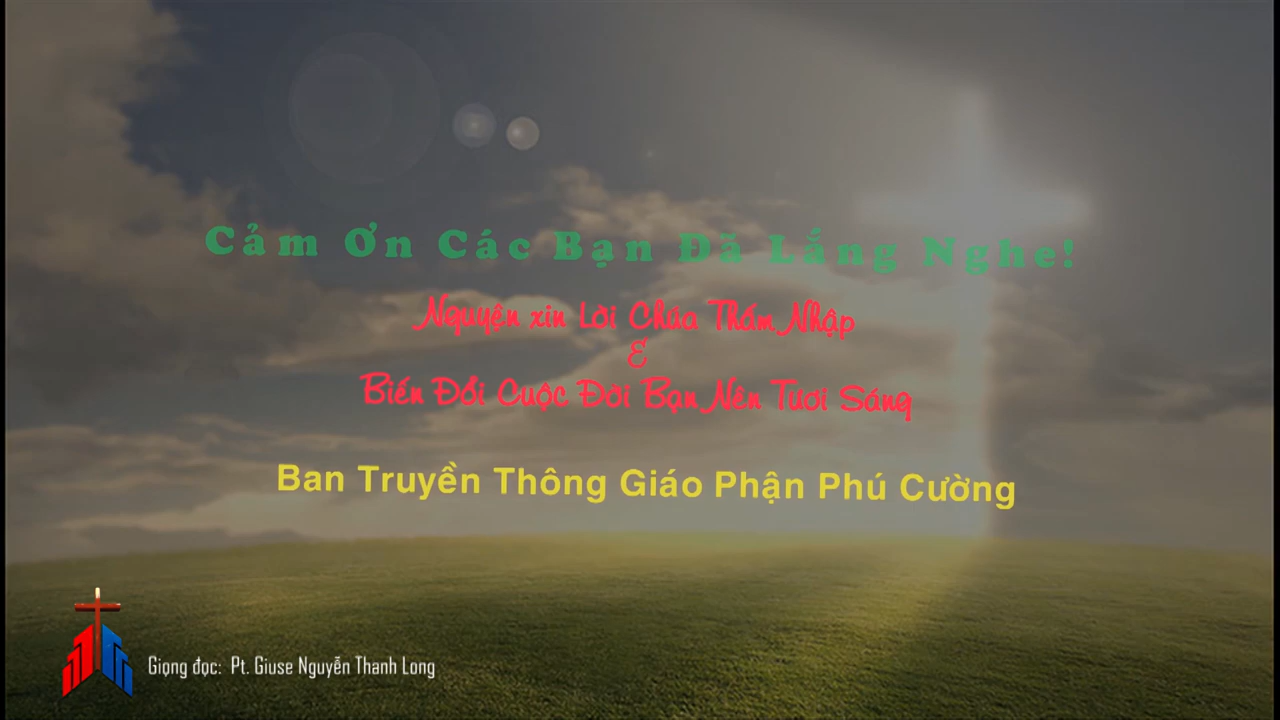 Cảm Ơn Các Bạn Đã Lắng Nghe!
Nguyện xin Lời Chúa Thấm Nhập
&
Biến Đổi Cuộc Đời Bạn Nên Tươi Sáng
Ban Truyền Thông Giáo Phận Phú Cường
Giọng đọc: Pt. Giuse Nguyễn Thanh Long